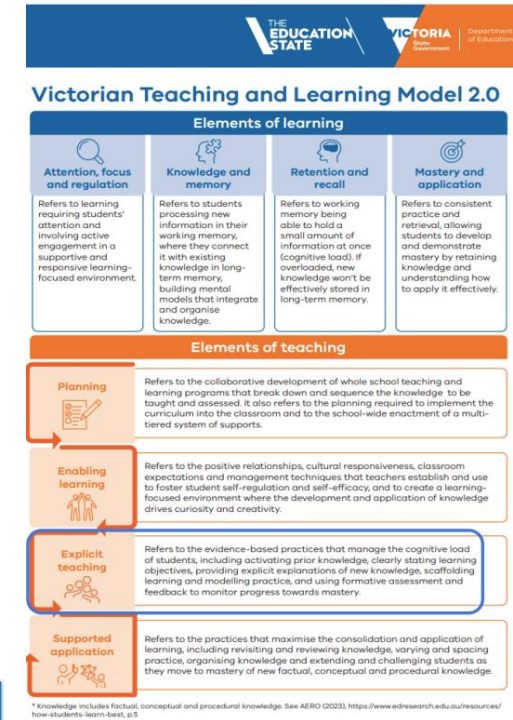 THE
EDUCATION
STATE
VICTORIA
State
Government
Department
of Education
Victorian Teaching and Learning Model 2.0
Elements of learning
Attention, focus
and regulation
Refers to learning
requiring students'
attention and
involving active
engagement in a
supportive and
responsive learning-
focused environment.
Knowledge and
memory
Refers to students
processing new
information in their
working memory,
where they connect
it with existing
knowledge in long-
term memory,
building mental
models that integrate
and organise
knowledge.
Retention and
recall
Refers to working
memory being
able to hold a
small amount of
information at once
(cognitive load). If
overloaded, new
knowledge won't be
effectively stored in
long-term memory.
Mastery and
application
Refers to consistent
practice and
retrieval, allowing
students to develop
and demonstrate
mastery by retaining
knowledge and
understanding how
to apply it effectively.
Elements of teaching
Planning
Refers to the collaborative development of whole school teaching and
learning programs that break down and sequence the knowledge to be
taught and assessed. It also refers to the planning required to implement the
curriculum into the classroom and to the school-wide enactment of a multi-
tiered system of supports.
Enabling
learning
Refers to the positive relationships, cultural responsiveness, classroom
expectations and management techniques that teachers establish and use
to foster student self-regulation and self-efficacy, and to create a learning-
focused environment where the development and application of knowledge
drives curiosity and creativity.
Explicit
teaching
Refers to the evidence-based practices that manage the cognitive load
of students, including activating prior knowledge, clearly stating learning
objectives, providing explicit explanations of new knowledge, scaffolding
learning and modelling practice, and using formative assessment and
feedback to monitor progress towards mastery.
Supported
application
Refers to the practices that maximise the consolidation and application of
learning, including revisiting and reviewing knowledge, varying and spacing
practice, organising knowledge and extending and challenging students as
they move to mastery of new factual, conceptual and procedural knowledge.
* Knowledge includes factual, conceptual and procedural knowledge. See AERO (2023), https://www.edresearch.edu.au/resources/
how-students-learn-best, p.5